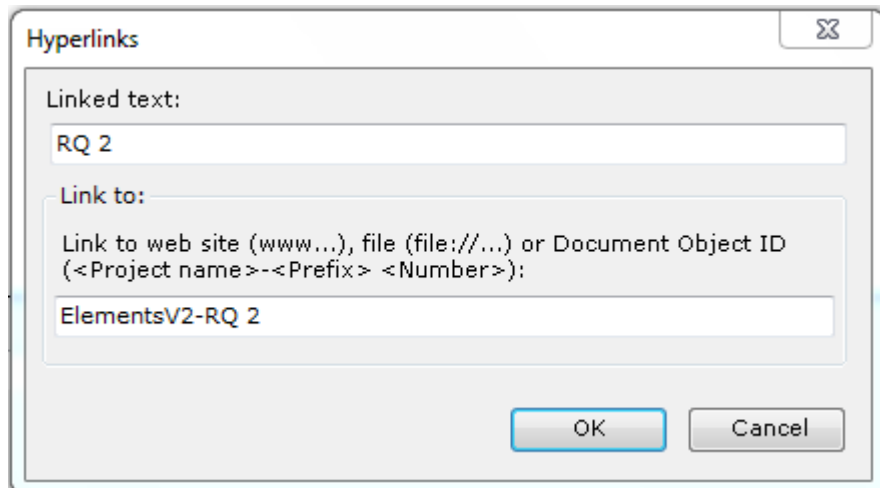 Hyperlinks
Linked text:
RQ 2
Link to:
Link to web site (www...), file (file://...) or Document Object ID
(<Project name>-<Prefix> <Number>):
ElementsV2-RQ 2
OK
Cancel